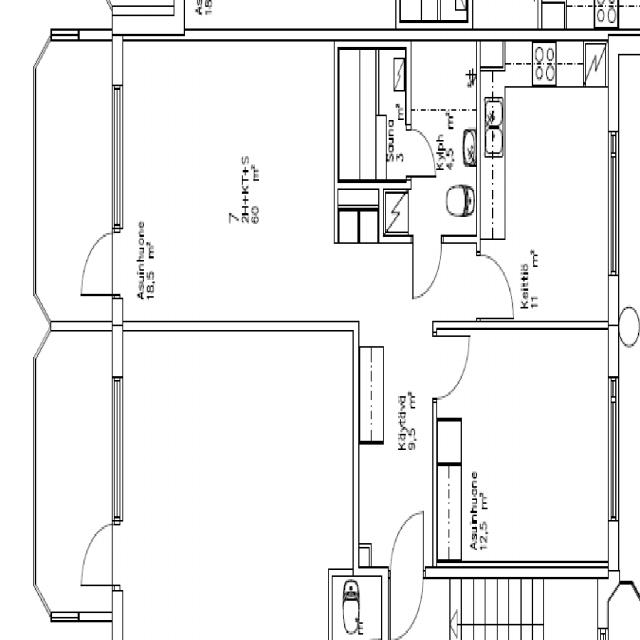 As
15
7
2H+KT+S
60 m²
Asuinhuone
18,5 m²
Sauna
3 m²
Kylph
4,5 m²
Keittiö
11 m²
Käytävä
9,5 m²
Asuinhuone
12,5 m²
m²